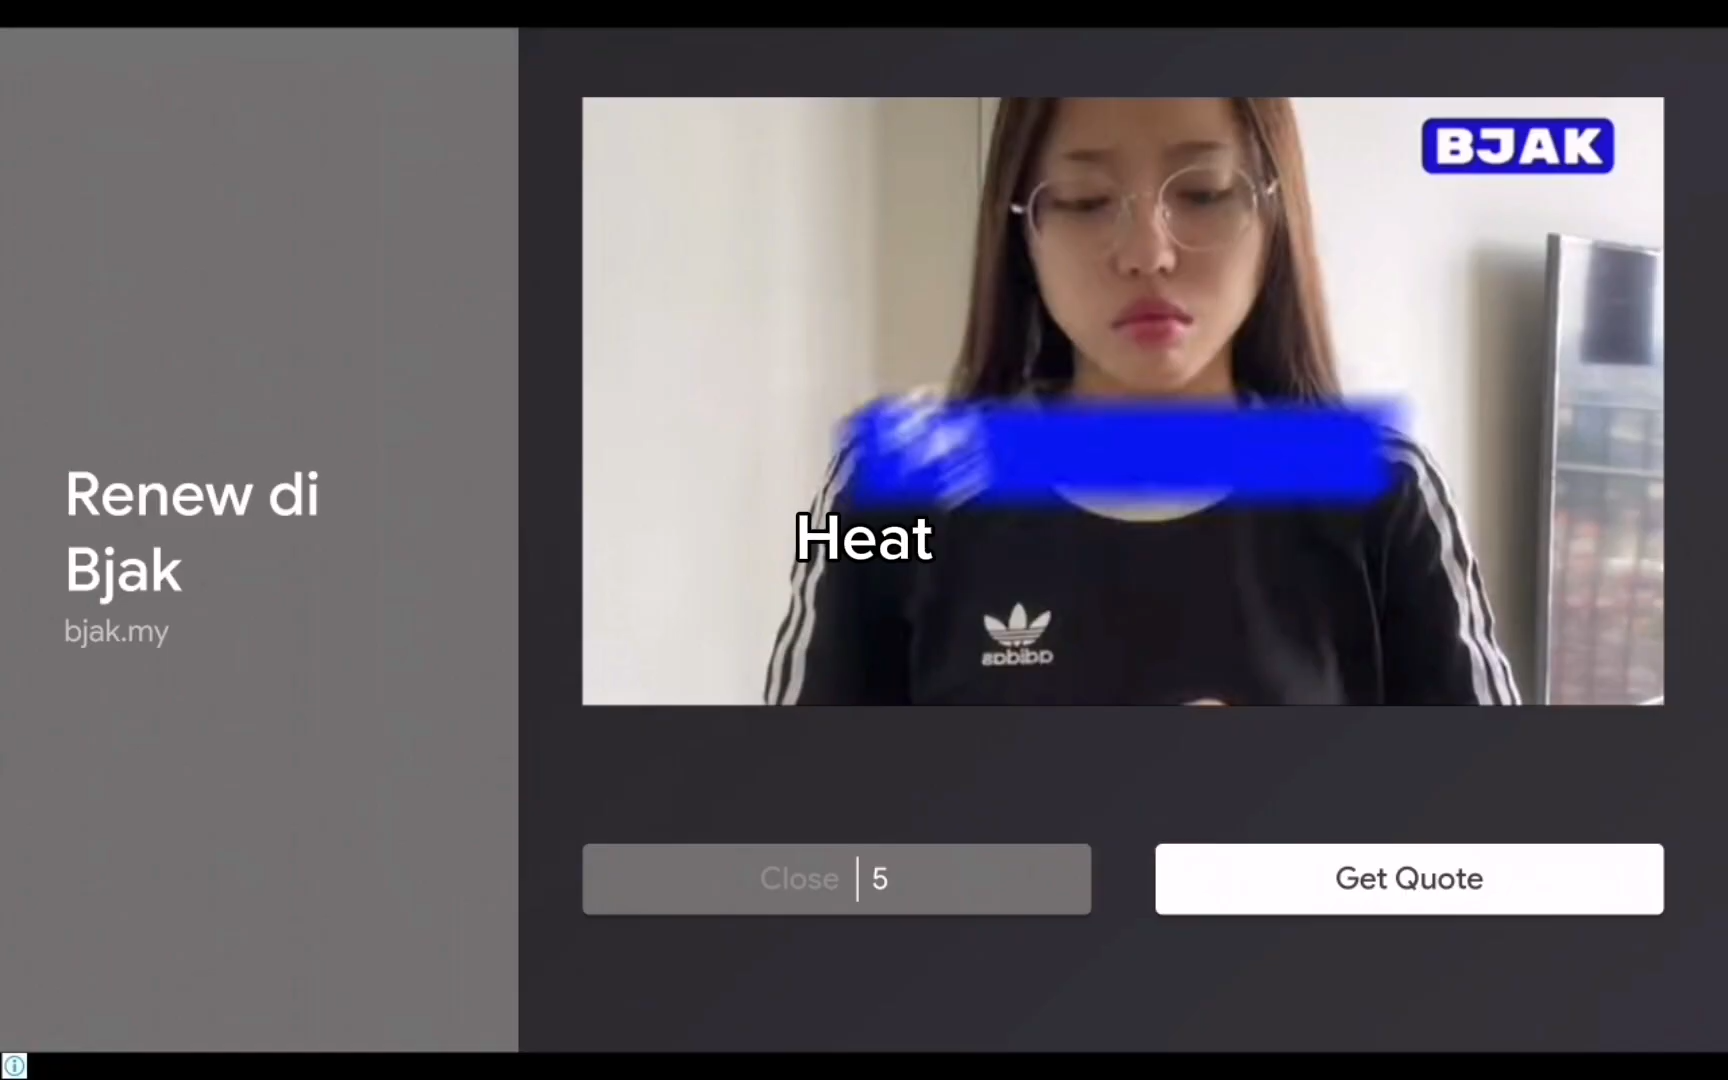 Renew di
Bjak
bjak.my
BJAK
Heat
adidas
Close 5
Get Quote